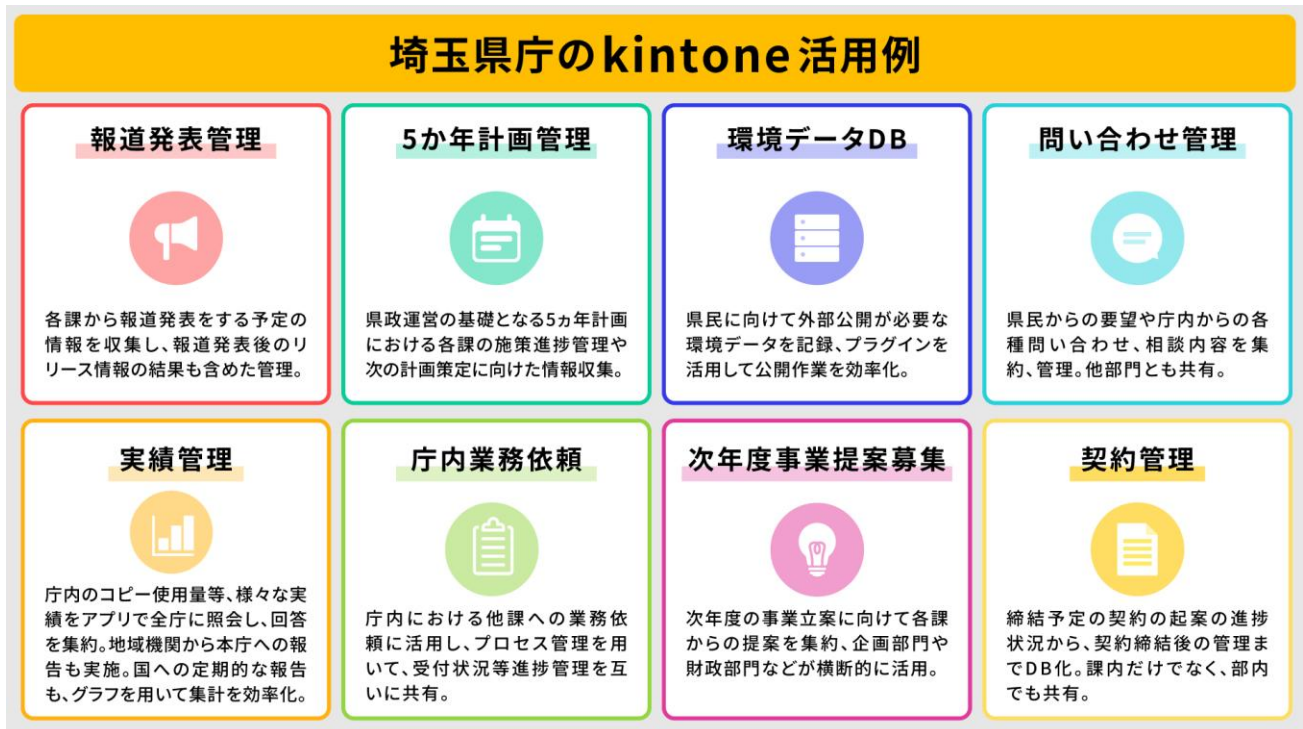 埼玉県庁のkintone活用例
報道発表管理
各課から報道発表をする予定の
情報を収集し、報道発表後のリ
リース情報の結果も含めた管理。
5か年計画管理
県政運営の基礎となる5ヵ年計画
における各課の施策進捗管理や
次の計画策定に向けた情報収集。
環境データDB
県民に向けて外部公開が必要な
環境データを記録、プラグインを
活用して公開作業を効率化。
問い合わせ管理
県民からの要望や庁内からの各
種問い合わせ、相談内容を集
約、管理。他部門とも共有。
実績管理
庁内のコピー使用量等、様々な実
績をアプリで全庁に照会し、回答
を集約。地域機関から本庁への報
告も実施。国への定期的な報告
も、グラフを用いて集計を効率化。
庁内業務依頼
庁内における他課への業務依
頼に活用し、プロセス管理を用
いて、受付状況等進捗管理を互
いに共有。
次年度事業提案募集
次年度の事業立案に向けて各課
からの提案を集約、企画部門や
財政部門などが横断的に活用。
契約管理
締結予定の契約の起案の進捗
状況から、契約締結後の管理ま
でDB化。課内だけでなく、部内
でも共有。